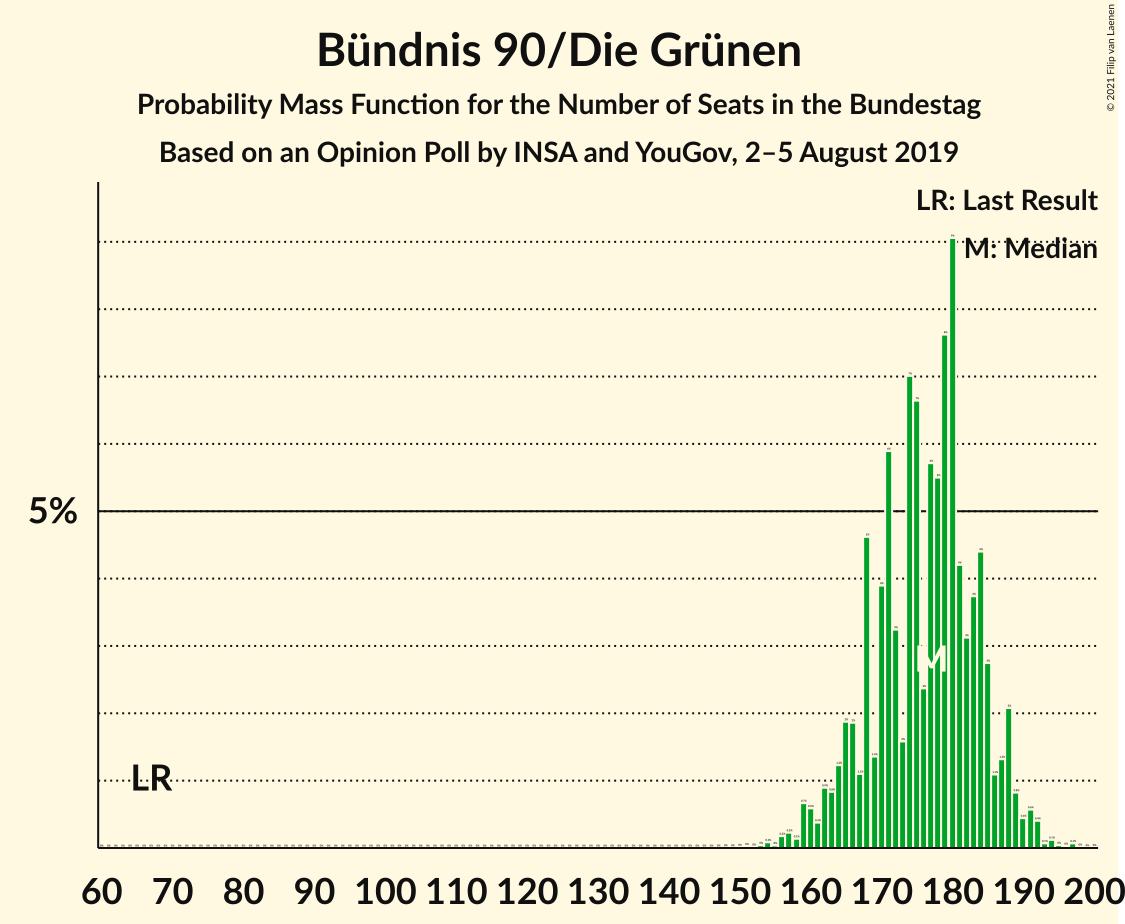 Bündnis 90/Die Grünen
Probability Mass Function for the Number of Seats in the Bundestag
Based on an Opinion Poll by INSA and YouGov, 2–5 August 2019
© 2021 Filip van Laenen
LR: Last Result
M: Median
5%
M
LR
60 70 80 90 100 110 120 130 140 150 160 170 180 190 200